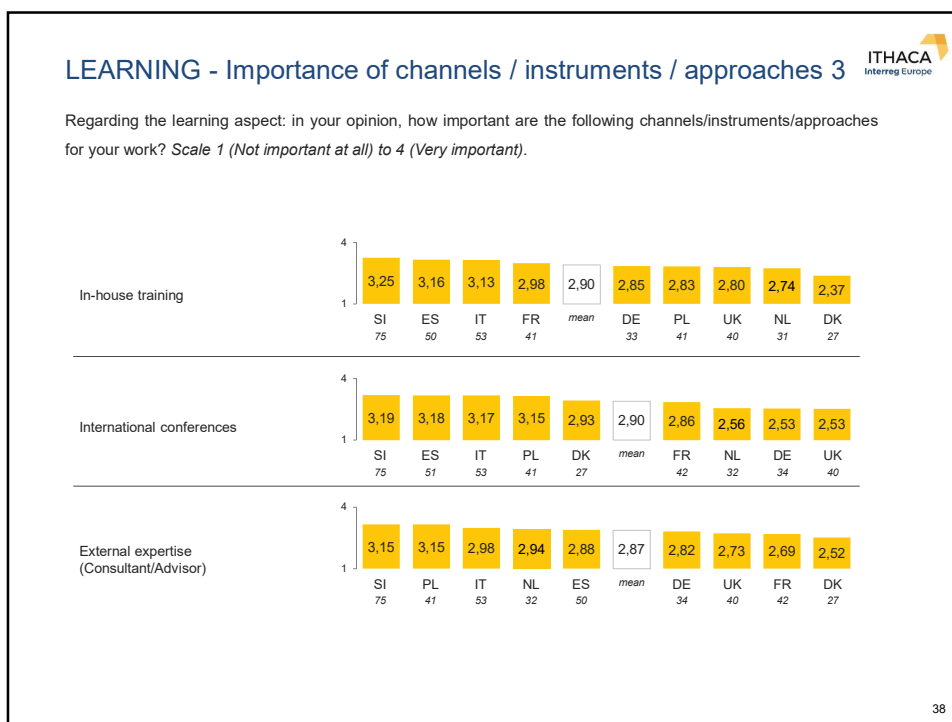 LEARNING - Importance of channels / instruments / approaches 3
ITHACA
Interreg Europe
Regarding the learning aspect: in your opinion, how important are the following channels/instruments/approaches
for your work? Scale 1 (Not important at all) to 4 (Very important).
In-house training
4
1
3,25 3,16 3,13 2,98 2,90 2,85 2,83 2,80 2,74 2,37
SI ES IT FR mean DE PL UK NL DK
75 50 53 41 33 41 40 31 27
International conferences
4
1
3,19 3,18 3,17 3,15 2,93 2,90 2,86 2,56 2,53 2,53
SI ES IT PL DK mean FR NL DE UK
75 51 53 41 27 42 32 34 40
External expertise
(Consultant/Advisor)
4
1
3,15 3,15 2,98 2,94 2,88 2,87 2,82 2,73 2,69 2,52
SI PL IT NL ES mean DE UK FR DK
75 41 53 32 50 34 40 42 27
38